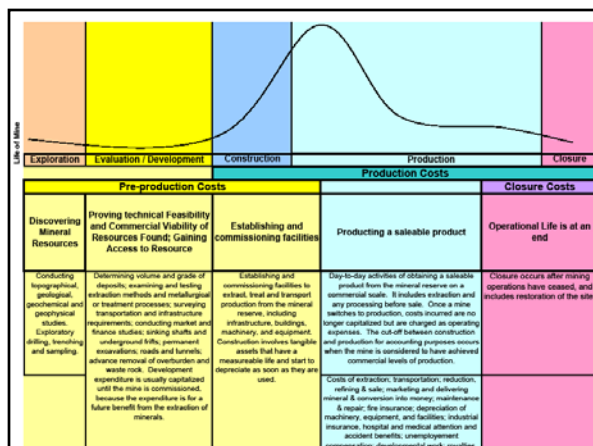 Life of Mine
Exploration
Evaluation / Development
Construction
Production
Closure
Production Costs
Pre-production Costs
Closure Costs
Discovering
Mineral
Resources
Proving technical Feasibility
and Commercial Viability of
Resources Found; Gaining
Access to Resource
Establishing and
commissioning facilities
Producting a saleable product
Operational Life is at an
end
Conducting
topographical,
geological,
geochemical and
geophysical
studies.
Exploratory
drilling, trenching
and sampling.
Determining volume and grade of
deposits; examining and testing
extraction methods and metallurgical
or treatment processes; surveying
transportation and infrastructure
requirements; conducting market and
finance studies; sinking shafts and
underground frifts; permanent
excavations; roads and tunnels;
advance removal of overburden and
waste rock. Development
expenditure is usually capitalized
until the mine is commissioned,
because the expenditure is for a
future benefit from the extraction of
minerals.
Establishing and
commissioning facilities to
extract, treat and transport
production from the mineral
reserve, including
infrastructure, buildings,
machinery, and equipment.
Construction involves tangible
assets that have a
measureable life and start to
depreciate as soon as they are
used.
Day-to-day activities of obtaining a saleable
product from the mineral reserve on a
commercial scale. It includes extraction and
any processing before sale. Once a mine
switches to production, costs incurred are no
longer capitalized but are charged as operating
expenses. The cut-off between construction
and production for accounting purposes occurs
when the mine is considered to have achieved
commercial levels of production.
Closure occurs after mining
operations have ceased, and
includes restoration of the site.
Costs of extraction; transportation; reduction,
refining & sale; marketing and delivering
mineral & conversion into money; maintenance
& repair; fire insurance; depreciation of
machinery, equipment, and facilities; industrial
insurance, hospital and medical attention and
accident benefits; unemployement